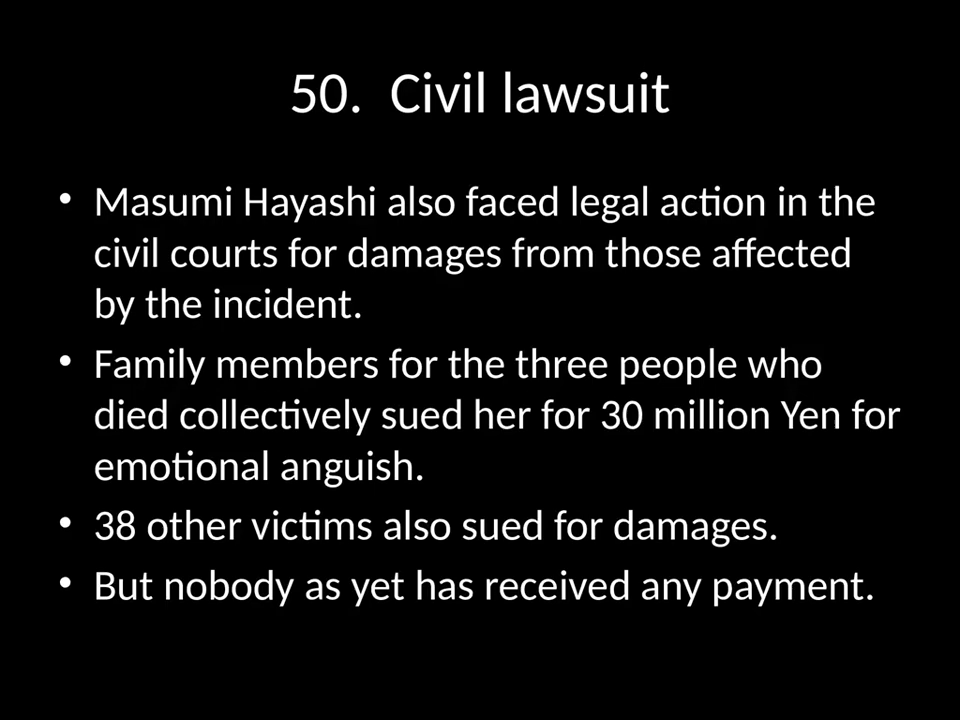 50.  Civil lawsuit
• Masumi Hayashi also faced legal action in the
civil courts for damages from those affected
by the incident.
• Family members for the three people who
died collectively sued her for 30 million Yen for
emotional anguish.
• 38 other victims also sued for damages.
• But nobody as yet has received any payment.